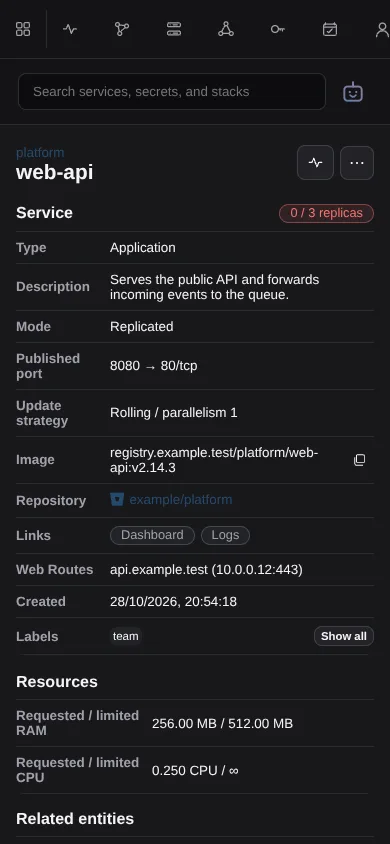 Search services, secrets, and stacks
platform
web-api
Service
0 / 3 replicas
Type
Application
Description
Serves the public API and forwards
incoming events to the queue.
Mode
Replicated
Published
port
8080 → 80/tcp
Update
strategy
Rolling / parallelism 1
Image
registry.example.test/platform/web-
api:v2.14.3
Repository
example/platform
Links
Dashboard
Logs
Web Routes
api.example.test (10.0.0.12:443)
Created
28/10/2026, 20:54:18
Labels
team
Show all
Resources
Requested / limited
RAM
256.00 MB / 512.00 MB
Requested / limited
CPU
0.250 CPU / ∞
Related entities